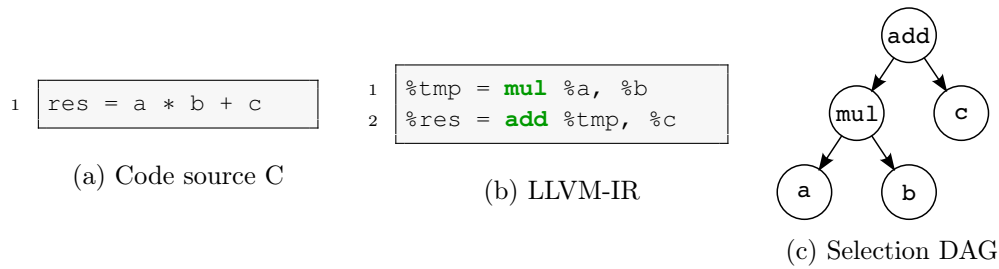 1 res = a * b + c
(a) Code source C
1 %tmp = mul %a, %b
2 %res = add %tmp, %c
(b) LLVM-IR
add
mul
c
a
b
(c) Selection DAG